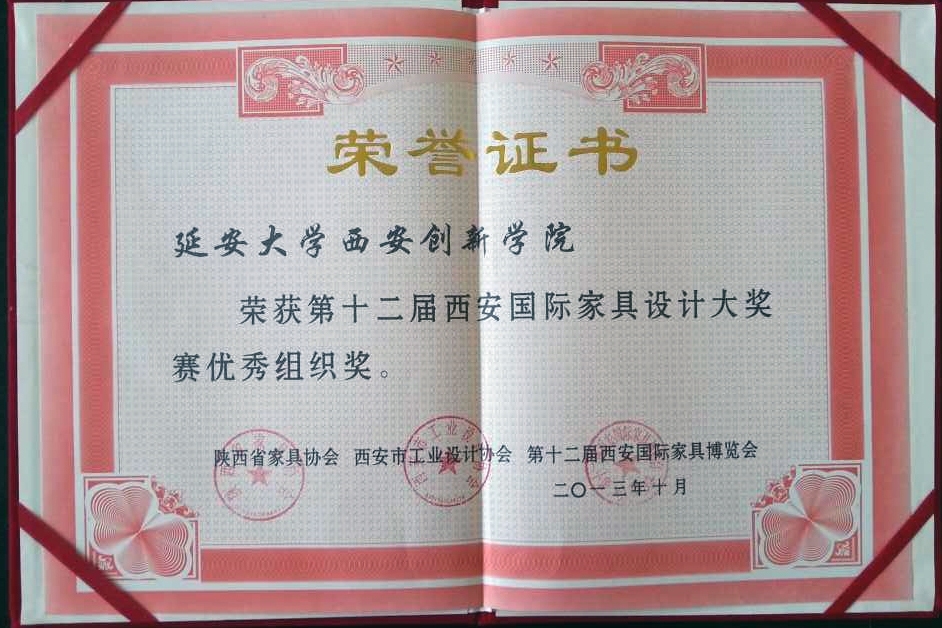 荣誉证书
延安大学西安创新学院
荣获第十二届西安国际家具设计大奖
赛优秀组织奖。
陕西省家具协会 西安市工业设计协会 第十二届西安国际家具博览会
二〇一三年十月